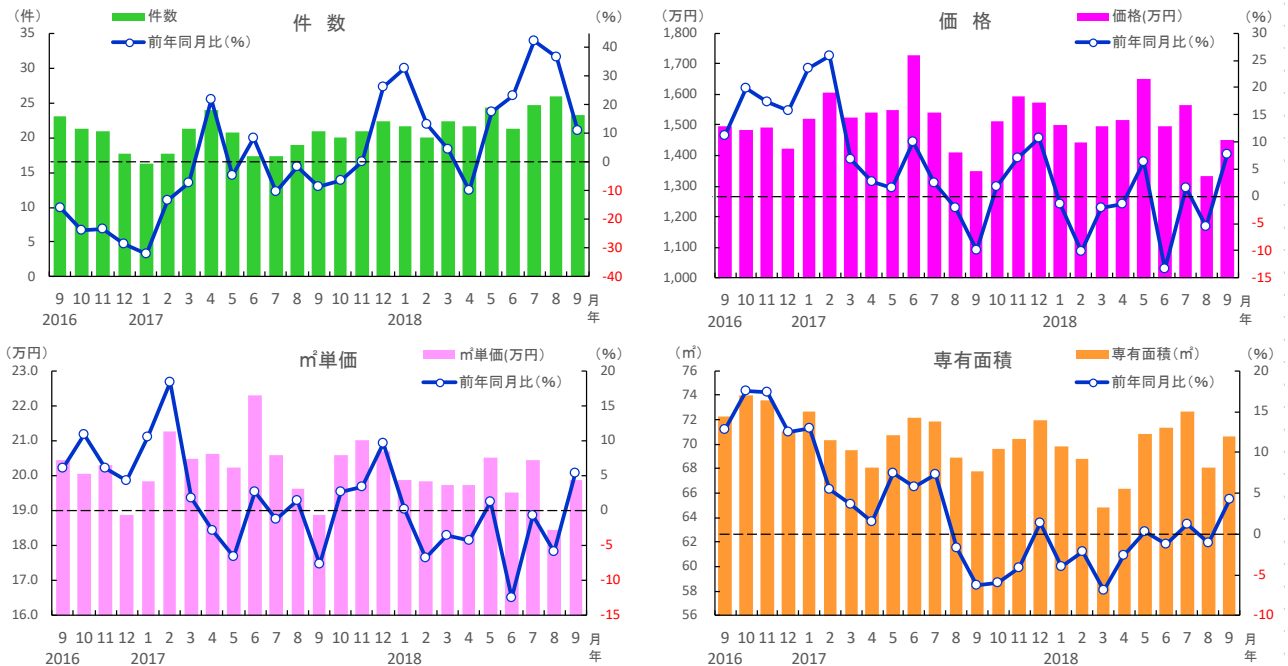 (件) 件 数 (%)
件数
前年同月比(%)
35 40
30 30
25 20
20 10
15 0
10 -10
5 -20
0 -30
-40
9 10 11 12 1 2 3 4 5 6 7 8 9 10 11 12 1 2 3 4 5 6 7 8 9 月
2016 2017 2018 年
(万円) 価 格 (%)
価格(万円)
前年同月比(%)
1,800 30
1,700 25
1,600 20
1,500 15
1,400 10
1,300 5
1,200 0
1,100 -5
1,000 -10
-15
9 10 11 12 1 2 3 4 5 6 7 8 9 10 11 12 1 2 3 4 5 6 7 8 9 月
2016 2017 2018 年
(万円) ㎡単価 (%)
㎡単価(万円)
前年同月比(%)
23.0 20
22.0 15
21.0 10
20.0 5
19.0 0
18.0 -5
17.0 -10
16.0 -15
9 10 11 12 1 2 3 4 5 6 7 8 9 10 11 12 1 2 3 4 5 6 7 8 9 月
2016 2017 2018 年
(㎡) 専有面積 (%)
専有面積(㎡)
前年同月比(%)
76 20
74 15
72 10
70 5
68 0
66 -5
64 -10
62
60
58
56
9 10 11 12 1 2 3 4 5 6 7 8 9 10 11 12 1 2 3 4 5 6 7 8 9 月
2016 2017 2018 年